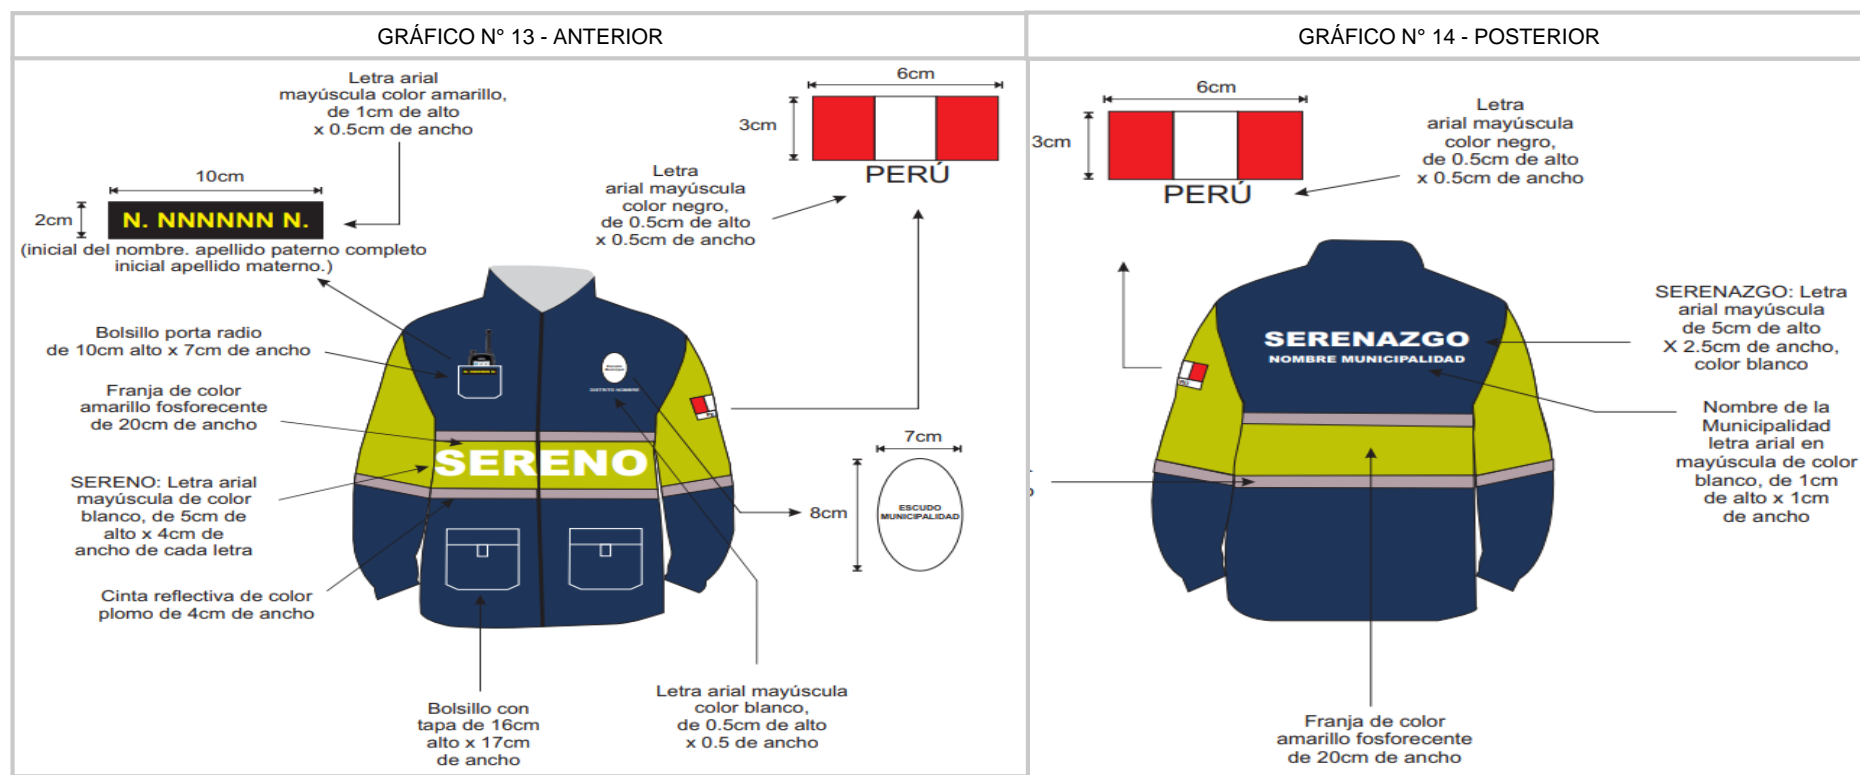 GRÁFICO N° 13 - ANTERIOR
Letra arial
mayúscula color amarillo,
de 1cm de alto
x 0.5cm de ancho
10cm
2cm
N. NNNNNN N.
(inicial del nombre. apellido paterno completo
inicial apellido materno.)
6cm
3cm
PERÚ
Letra
arial mayúscula
color negro,
de 0.5cm de alto
x 0.5cm de ancho
Bolsillo porta radio
de 10cm alto x 7cm de ancho
Franja de color
amarillo fosforecente
de 20cm de ancho
SERENO: Letra arial
mayúscula de color
blanco, de 5cm de
alto x 4cm de
ancho de cada letra
Cinta reflectiva de color
plomo de 4cm de ancho
DISTRITO NOMBRE
SERENO
7cm
8cm
ESCUDO
MUNICIPALIDAD
Bolsillo con
tapa de 16cm
alto x 17cm
de ancho
Letra arial mayúscula
color blanco,
de 0.5cm de alto
x 0.5 de ancho
GRÁFICO N° 14 - POSTERIOR
6cm
3cm
PERÚ
Letra
arial mayúscula
color negro,
de 0.5cm de alto
x 0.5cm de ancho
SERENAZGO
NOMBRE MUNICIPALIDAD
SERENAZGO: Letra
arial mayúscula
de 5cm de alto
X 2.5cm de ancho,
color blanco
Nombre de la
Municipalidad
letra arial en
mayúscula de color
blanco, de 1cm
de alto x 1cm
de ancho
Franja de color
amarillo fosforecente
de 20cm de ancho